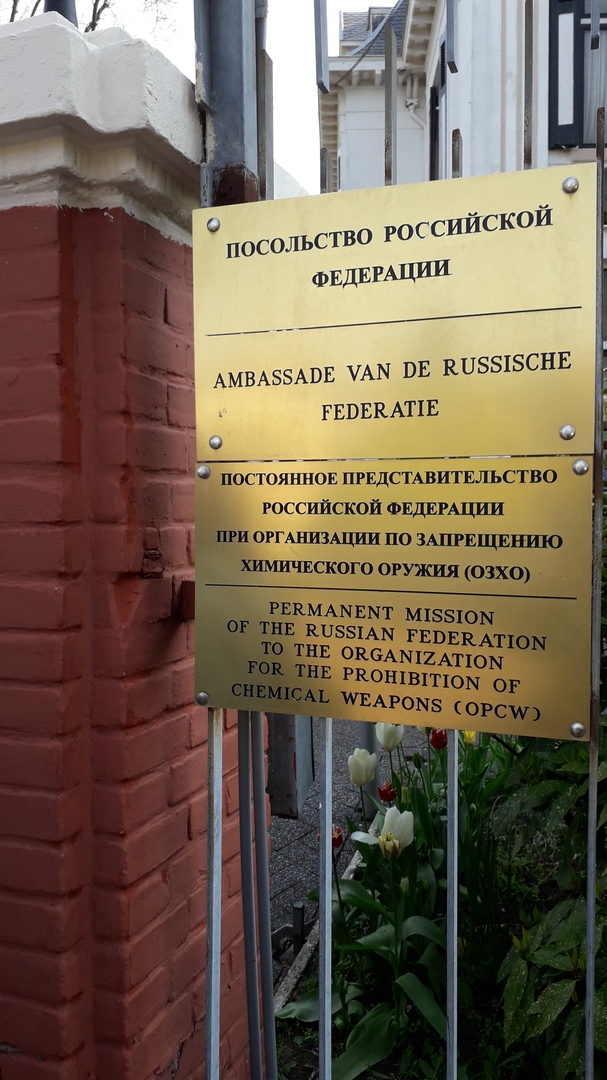 ПОСОЛЬСТВО РОССИЙСКОЙ
ФЕДЕРАЦИИ
AMBASSADE VAN DE RUSSISCHE
FEDERATIE
ПОСТОЯННОЕ ПРЕДСТАВИТЕЛЬСТВО
РОССИЙСКОЙ ФЕДЕРАЦИИ
ПРИ ОРГАНИЗАЦИИ ПО ЗАПРЕЩЕНИЮ
ХИМИЧЕСКОГО ОРУЖИЯ (ОЗХО)
PERMANENT MISSION
OF THE RUSSIAN FEDERATION
TO THE ORGANIZATION
FOR THE PROHIBITION OF
CHEMICAL WEAPONS (OPCW)